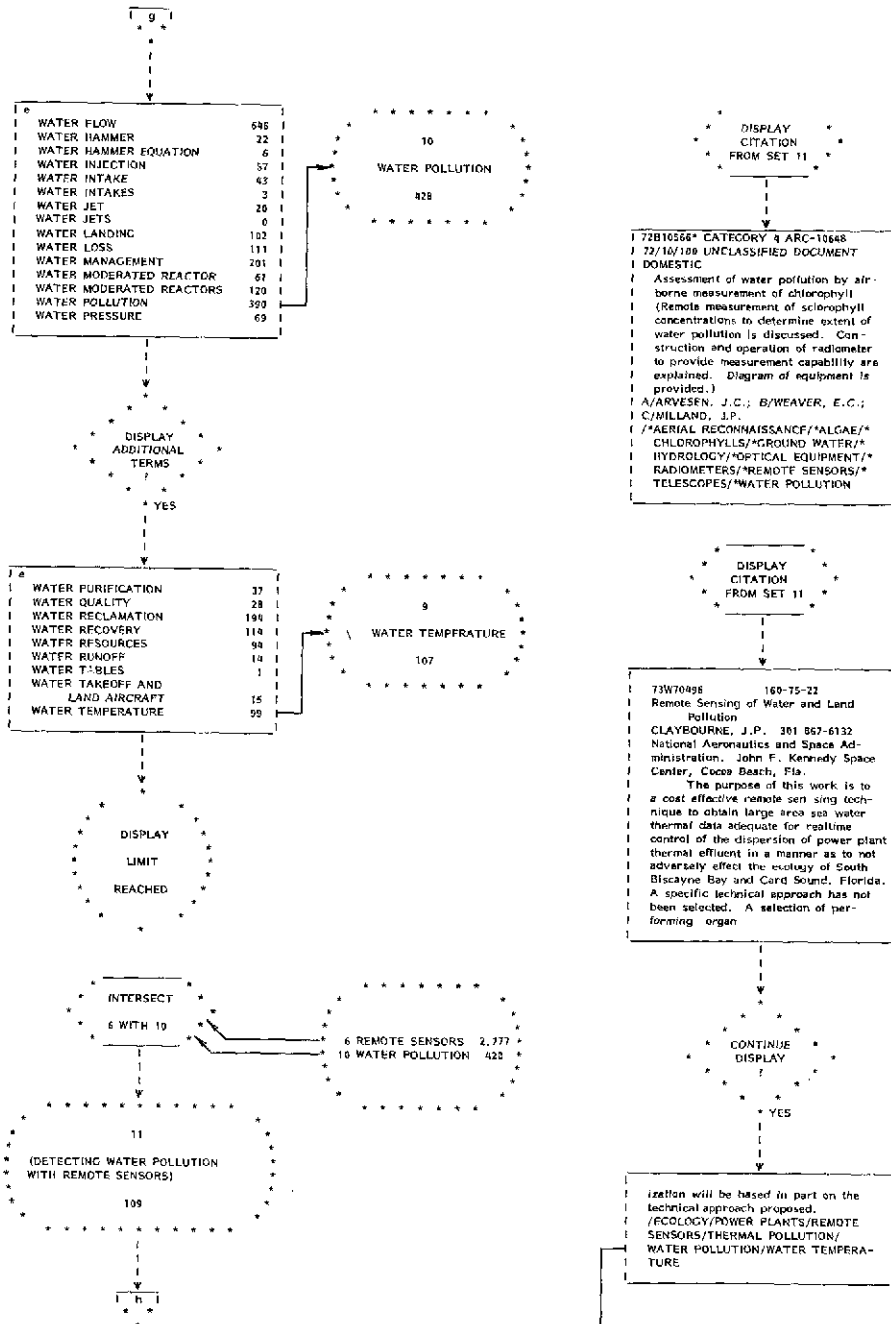 g
e
WATER FLOW 646
WATER HAMMER 22
WATER HAMMER EQUATION 6
WATER INJECTION 57
WATER INTAKE 43
WATER INTAKES 3
WATER JET 20
WATER JETS 0
WATER LANDING 102
WATER LOSS 111
WATER MANAGEMENT 201
WATER MODERATED REACTOR 61
WATER MODERATED REACTORS 120
WATER POLLUTION 390
WATER PRESSURE 69
10
WATER POLLUTION
428
DISPLAY
ADDITIONAL
TERMS
?
YES
e
WATER PURIFICATION 37
WATER QUALITY 28
WATER RECLAMATION 194
WATER RECOVERY 114
WATER RESOURCES 94
WATER RUNOFF 14
WATER TABLES 1
WATER TAKEOFF AND
LAND AIRCRAFT 15
WATER TEMPERATURE 99
9
WATER TEMPERATURE
107
DISPLAY
LIMIT
REACHED
INTERSECT
6 WITH 10
6 REMOTE SENSORS 2,777
10 WATER POLLUTION 428
11
(DETECTING WATER POLLUTION
WITH REMOTE SENSORS)
109
h
DISPLAY
CITATION
FROM SET 11
72B10566* CATEGORY 4 ARC-10648
72/10/100 UNCLASSIFIED DOCUMENT
DOMESTIC
Assessment of water pollution by air-
borne measurement of chlorophyll
(Remote measurement of sclorophyll
concentrations to determine extent of
water pollution is discussed. Con-
struction and operation of radiometer
to provide measurement capability are
explained. Diagram of equipment is
provided.)
A/ARVESEN, J.C.; B/WEAVER, E.C.;
C/MILLAND, J.P.
/*AERIAL RECONNAISSANCE/*ALGAE/*
CHLOROPHYLLS/*GROUND WATER/*
HYDROLOGY/*OPTICAL EQUIPMENT/*
RADIOMETERS/*REMOTE SENSORS/*
TELESCOPES/*WATER POLLUTION
DISPLAY
CITATION
FROM SET 11
73W70496 160-75-22
Remote Sensing of Water and Land
Pollution
CLAYBOURNE, J.P. 301 867-6132
National Aeronautics and Space Ad-
ministration. John F. Kennedy Space
Center, Cocoa Beach, Fla.
The purpose of this work is to
a cost effective remote sen sing tech-
nique to obtain large area sea water
thermal data adequate for realtime
control of the dispersion of power plant
thermal effluent in a manner as to not
adversely effect the ecology of South
Biscayne Bay and Card Sound, Florida.
A specific technical approach has not
been selected. A selection of per-
forming organ
CONTINUE
DISPLAY
?
YES
ization will be based in part on the
technical approach proposed.
/ECOLOGY/POWER PLANTS/REMOTE
SENSORS/THERMAL POLLUTION/
WATER POLLUTION/WATER TEMPERA-
TURE